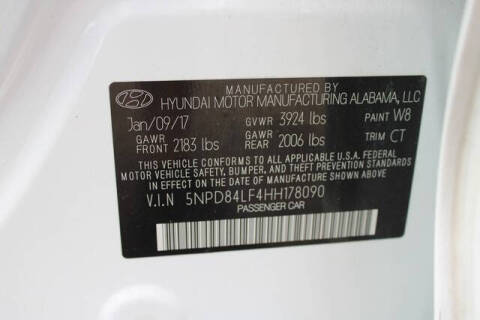 MANUFACTURED BY
HYUNDAI MOTOR MANUFACTURING ALABAMA, LLC
Jan/09/17 GVWR 3924 lbs PAINT W8
GAWR FRONT 2183 lbs GAWR REAR 2006 lbs TRIM CT
THIS VEHICLE CONFORMS TO ALL APPLICABLE U.S.A. FEDERAL
MOTOR VEHICLE SAFETY, BUMPER, AND THEFT PREVENTION STANDARDS
IN EFFECT ON THE DATE OF MANUFACTURE SHOWN ABOVE.
V.I.N 5NPD84LF4HH178090
PASSENGER CAR